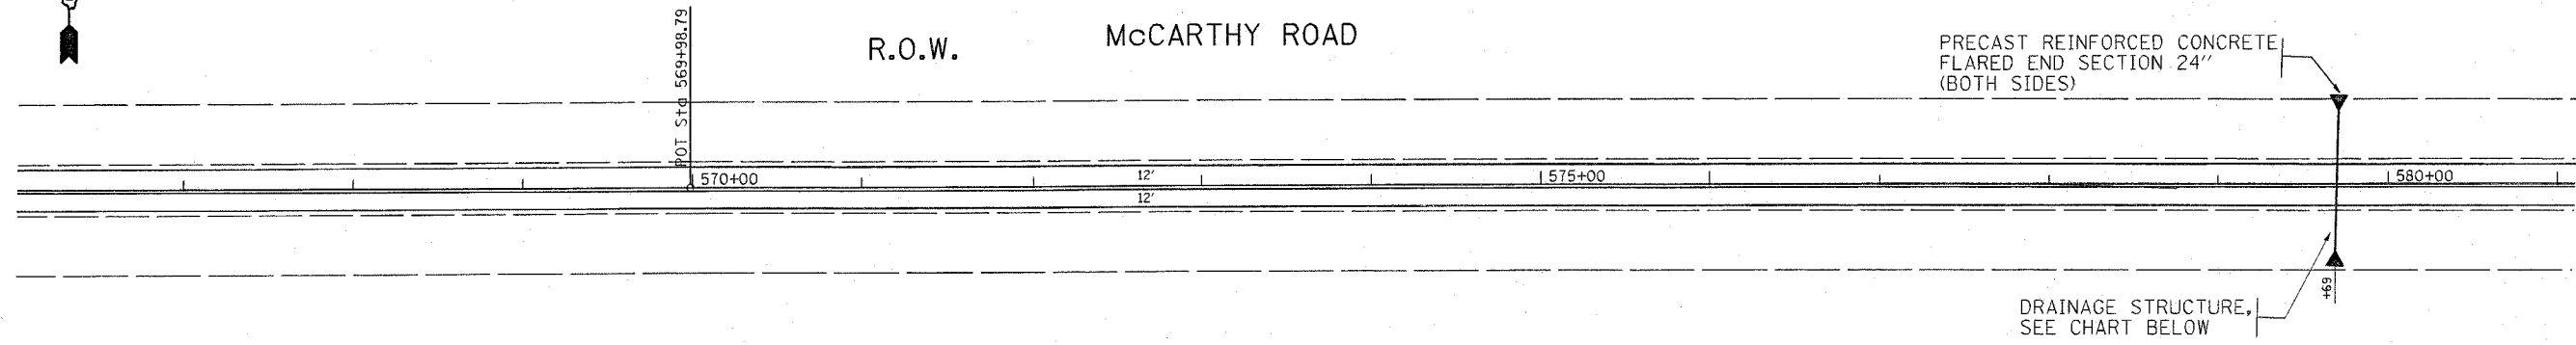 POT Sta 569+98.79
R.O.W.
McCARTHY ROAD
PRECAST REINFORCED CONCRETE
FLARED END SECTION 24"
(BOTH SIDES)
570+00
12'
575+00
580+00
12'
+69
DRAINAGE STRUCTURE,
SEE CHART BELOW